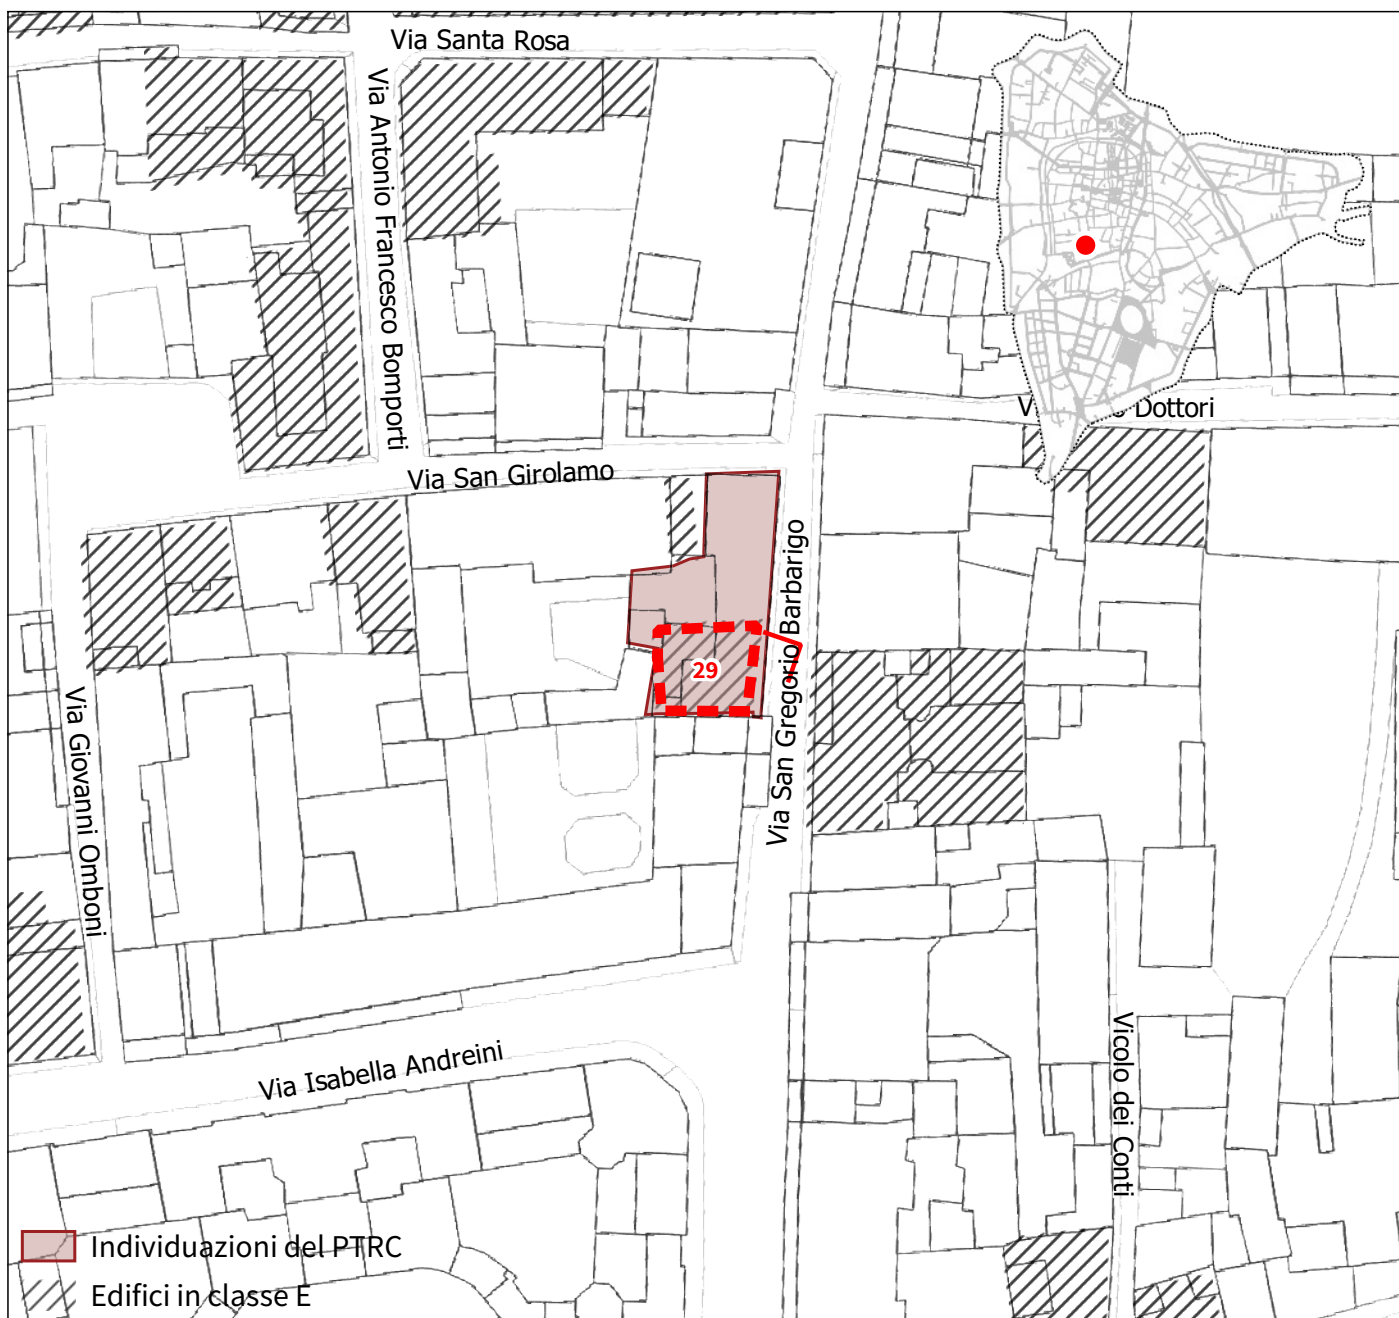 Via Santa Rosa
Via Antonio Francesco Bomporti
Dottori
Via San Girolamo
Via San Gregorio Barbarigo
29
Via Giovanni Omboni
Via Isabella Andreini
Vicolo dei Conti
Individuazioni del PTRC
Edifici in classe E